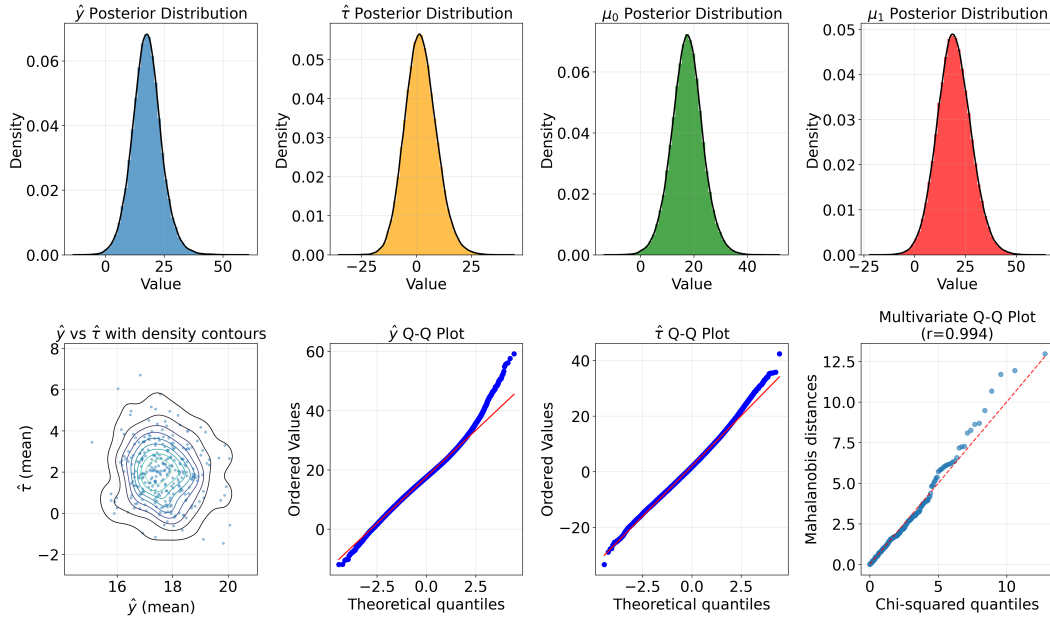 ŷ Posterior Distribution
0.06
0.04
0.02
0.00
Density
0 25 50
Value
τ̂ Posterior Distribution
0.05
0.04
0.03
0.02
0.01
0.00
Density
−25 0 25
Value
μ₀ Posterior Distribution
0.06
0.04
0.02
0.00
Density
0 20 40
Value
μ₁ Posterior Distribution
0.05
0.04
0.03
0.02
0.01
0.00
Density
−25 0 25 50
Value
ŷ vs τ̂ with density contours
8
6
4
2
0
−2
τ̂ (mean)
16 18 20
ŷ (mean)
ŷ Q-Q Plot
60
40
20
0
Ordered Values
−2.5 0.0 2.5
Theoretical quantiles
τ̂ Q-Q Plot
40
20
0
−20
Ordered Values
−2.5 0.0 2.5
Theoretical quantiles
Multivariate Q-Q Plot
(r=0.994)
12.5
10.0
7.5
5.0
2.5
0.0
Mahalanobis distances
0 5 10
Chi-squared quantiles